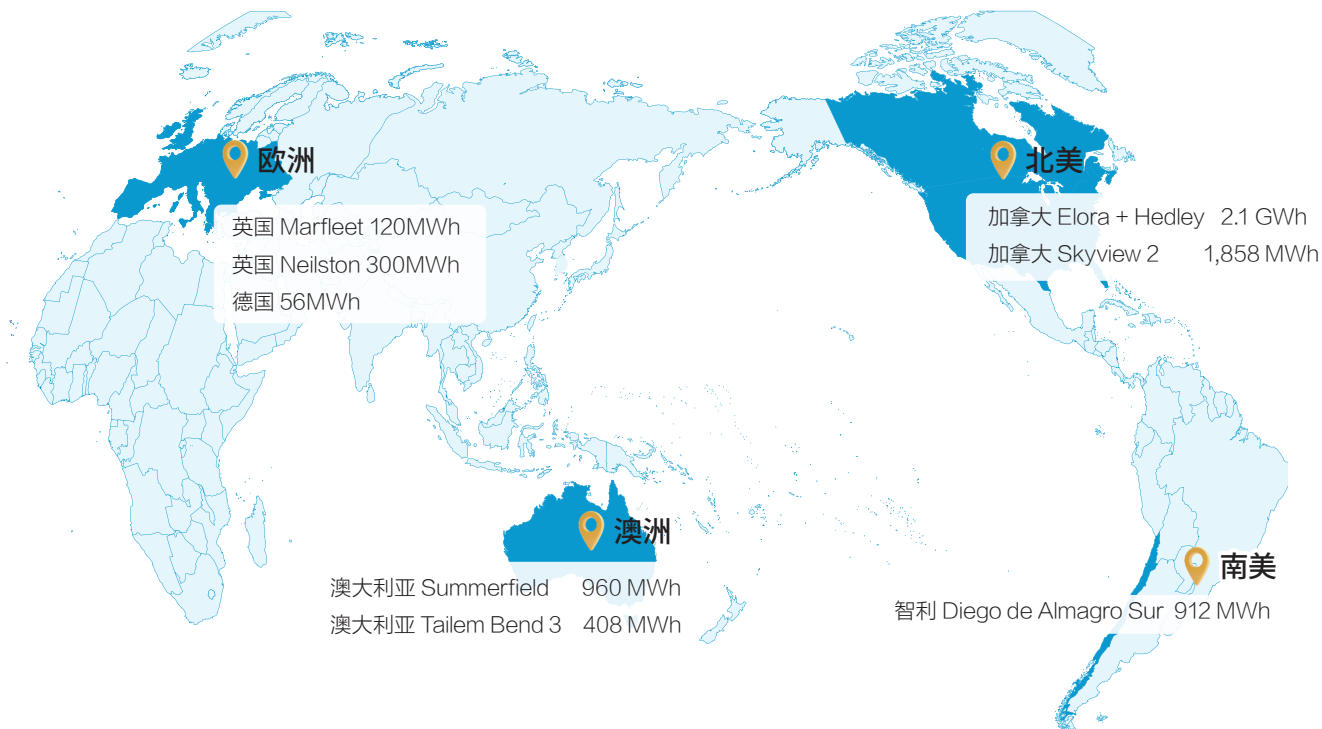 欧洲
英国 Marfleet 120MWh
英国 Neilston 300MWh
德国 56MWh
北美
加拿大 Elora + Hedley 2.1 GWh
加拿大 Skyview 2 1,858 MWh
澳洲
澳大利亚 Summerfield 960 MWh
澳大利亚 Tailem Bend 3 408 MWh
南美
智利 Diego de Almagro Sur 912 MWh